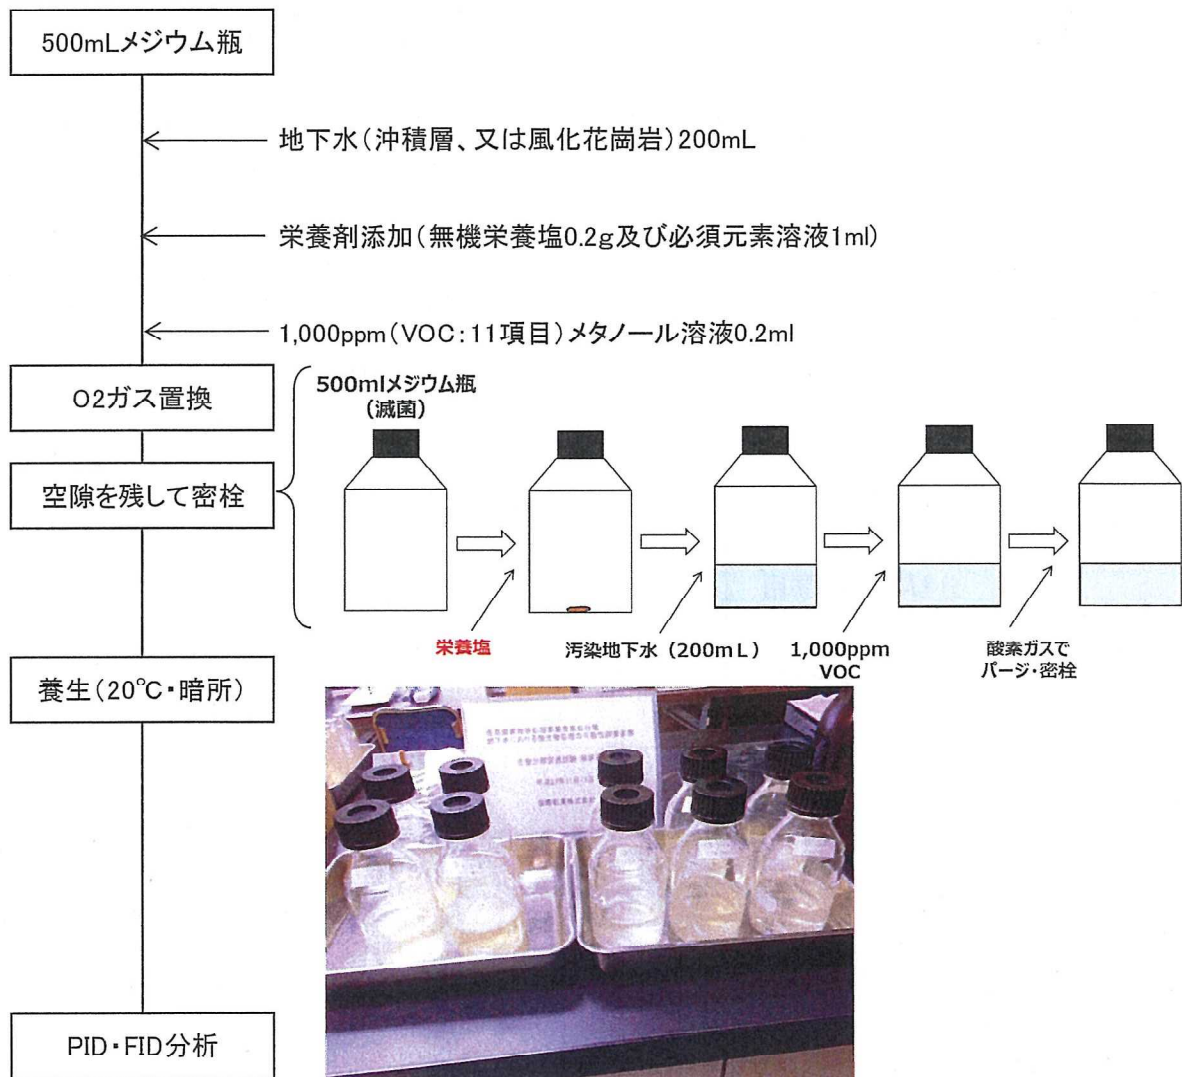 500mLメジウム瓶
地下水(沖積層、又は風化花崗岩)200mL
栄養剤添加(無機栄養塩0.2g及び必須元素溶液1ml)
1,000ppm(VOC:11項目)メタノール溶液0.2ml
O2ガス置換
空隙を残して密栓
500mlメジウム瓶
(滅菌)
栄養塩
汚染地下水(200mL)
1,000ppm
VOC
酸素ガスで
パージ・密栓
養生(20℃・暗所)
PID・FID分析